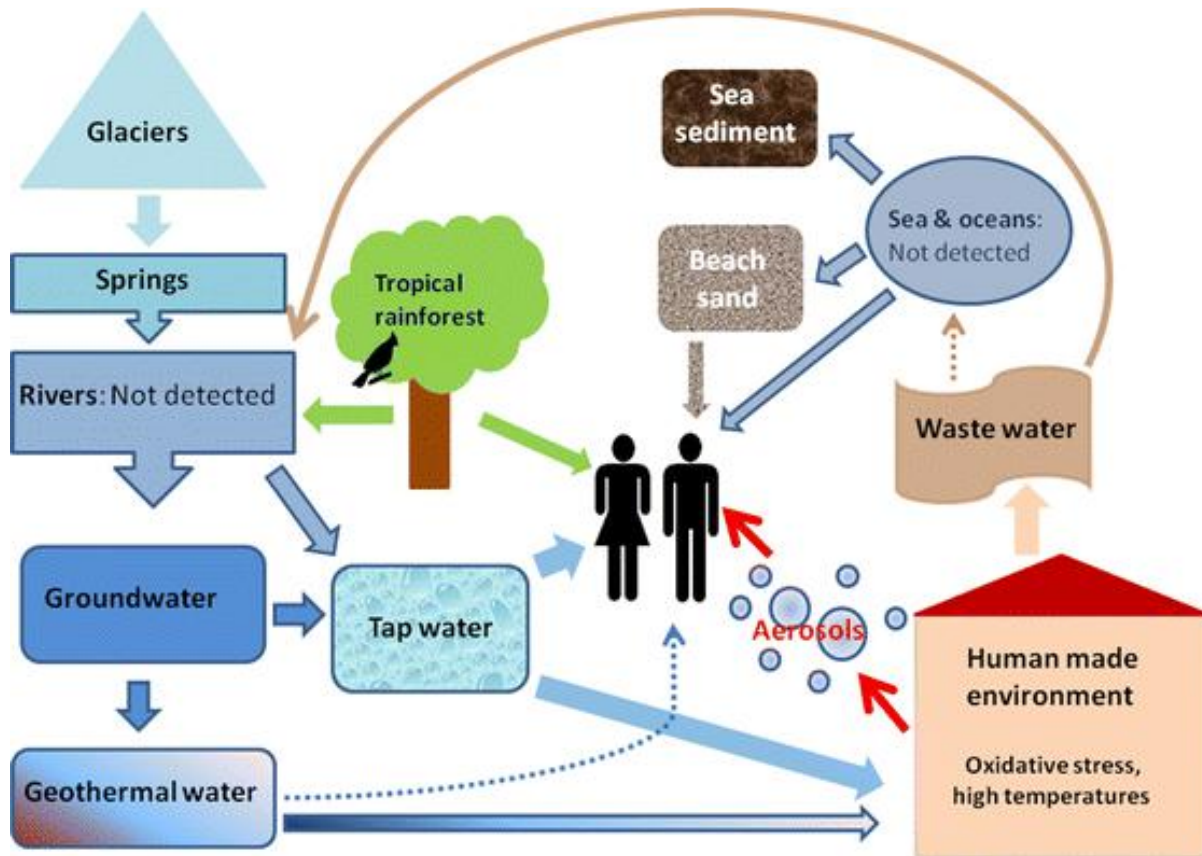 Glaciers
Springs
Rivers: Not detected
Groundwater
Geothermal water
Tropical
rainforest
Tap water
Sea
sediment
Beach
sand
Sea & oceans:
Not detected
Waste water
Aerosols
Human made
environment
Oxidative stress,
high temperatures